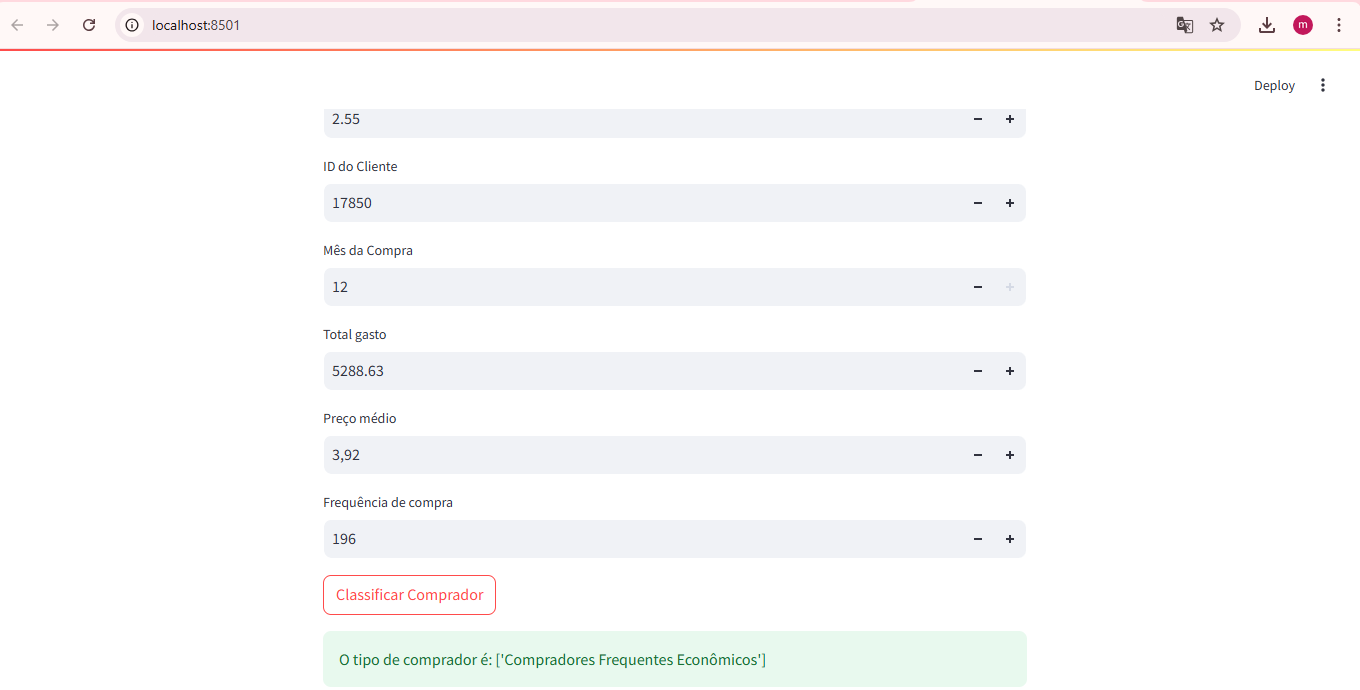 localhost:8501
m
Deploy
2.55
ID do Cliente
17850
Mês da Compra
12
Total gasto
5288.63
Preço médio
3,92
Frequência de compra
196
Classificar Comprador
O tipo de comprador é: ['Compradores Frequentes Econômicos']